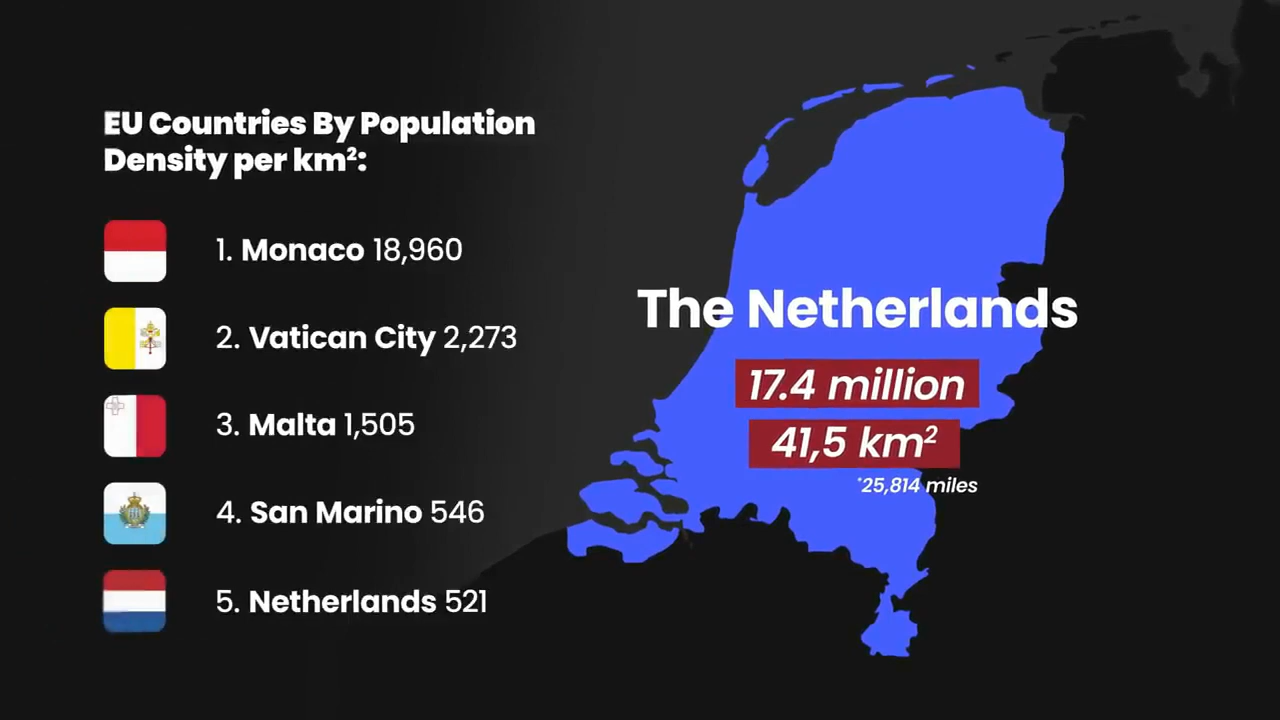 EU Countries By Population
Density per km²:
1. Monaco 18,960
2. Vatican City 2,273
3. Malta 1,505
4. San Marino 546
5. Netherlands 521
The Netherlands
17.4 million
41,5 km²
*25,814 miles